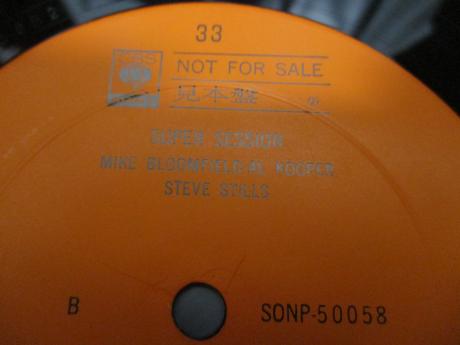 33
CBS
NOT FOR SALE
見本盤
SUPER SESSION
MIKE BLOOMFIELD·AL KOOPER
STEVE STILLS
B
SONP-50058